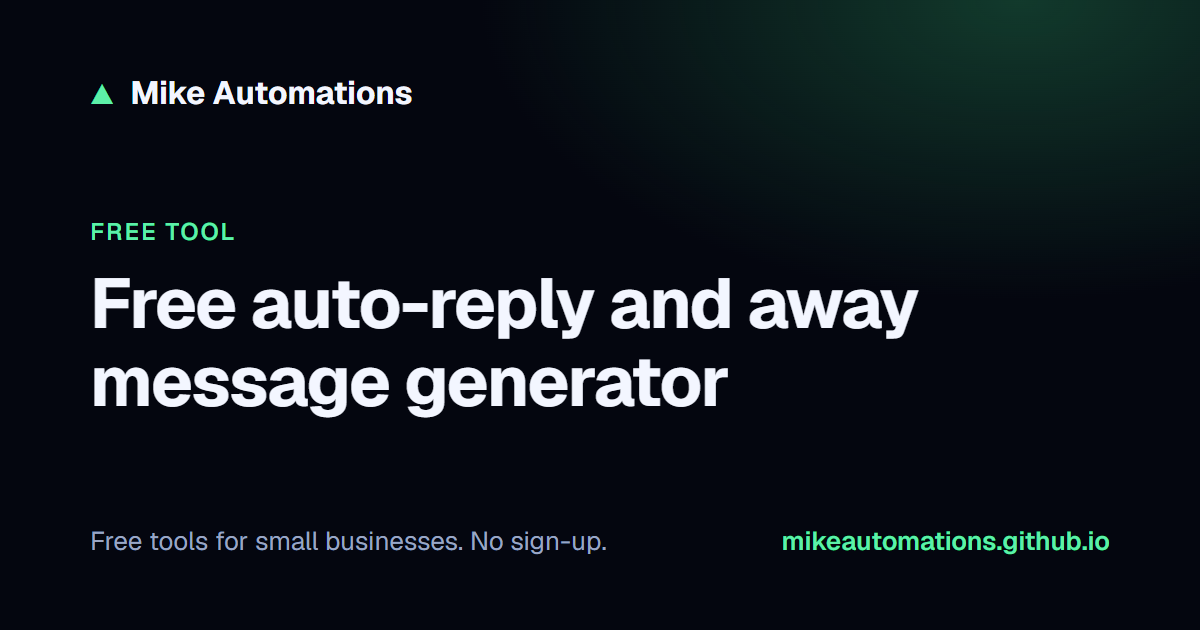 Mike Automations
FREE TOOL
Free auto-reply and away
message generator
Free tools for small businesses. No sign-up.
mikeautomations.github.io